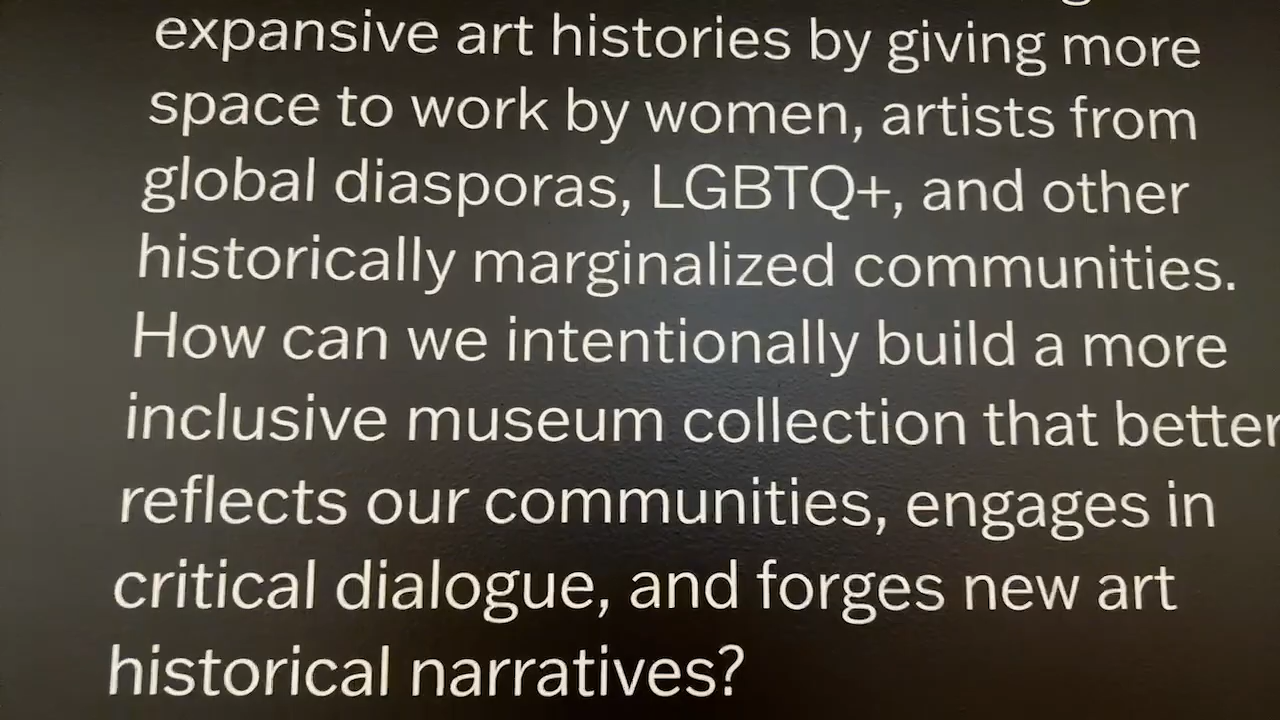 expansive art histories by giving more
space to work by women, artists from
global diasporas, LGBTQ+, and other
historically marginalized communities.
How can we intentionally build a more
inclusive museum collection that better
reflects our communities, engages in
critical dialogue, and forges new art
historical narratives?